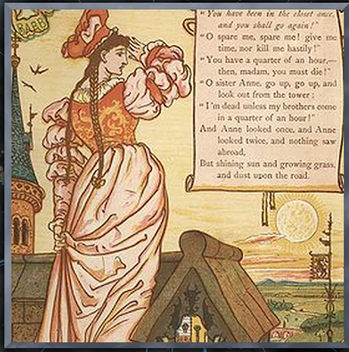 "You have been in the closet once,
and you shall go again!"
"O spare me, spare me! give me
time, nor kill me hastily!"
"You have a quarter of an hour,—
then, madam, you must die!"
"O sister Anne, go up, go up, and
look out from the tower;
"I'm dead unless my brothers come
in a quarter of an hour!"
And Anne looked once, and Anne
looked twice, and nothing saw
abroad,
But shining sun and growing grass,
and dust upon the road.